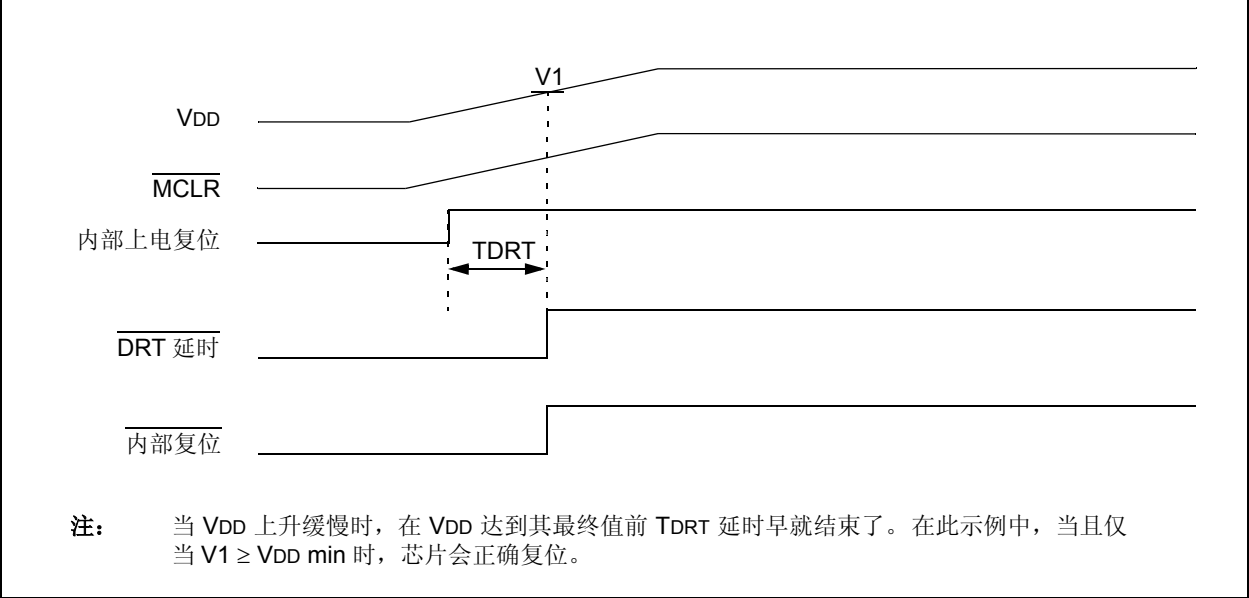 V1
VDD
MCLR
内部上电复位
TDRT
DRT 延时
内部复位
注： 当 VDD 上升缓慢时，在 VDD 达到其最终值前 TDRT 延时早就结束了。在此示例中，当且仅
当 V1 ≥ VDD min 时，芯片会正确复位。